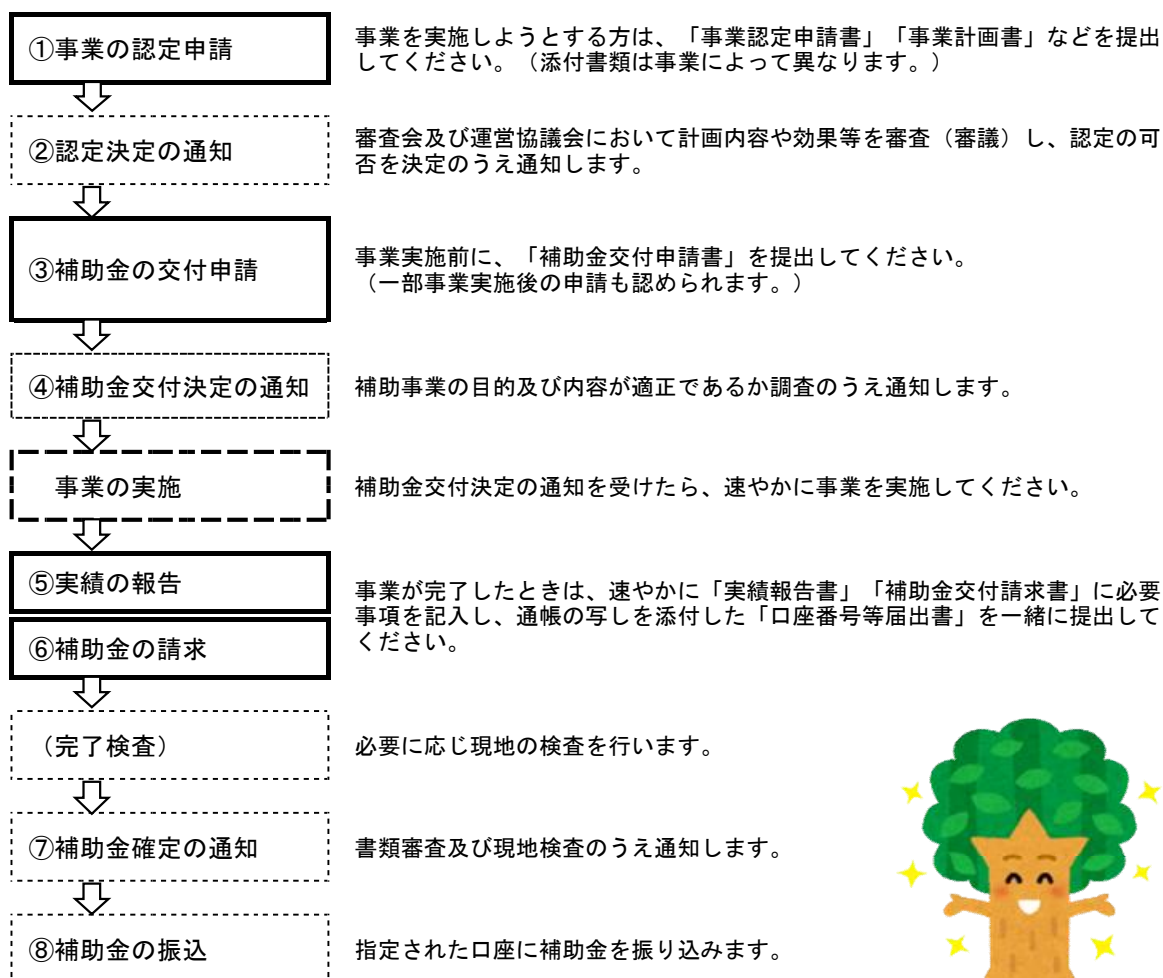 ①事業の認定申請
事業を実施しようとする方は、「事業認定申請書」「事業計画書」などを提出
してください。（添付書類は事業によって異なります。）
②認定決定の通知
審査会及び運営協議会において計画内容や効果等を審査（審議）し、認定の可
否を決定のうえ通知します。
③補助金の交付申請
事業実施前に、「補助金交付申請書」を提出してください。
（一部事業実施後の申請も認められます。）
④補助金交付決定の通知
補助事業の目的及び内容が適正であるか調査のうえ通知します。
事業の実施
補助金交付決定の通知を受けたら、速やかに事業を実施してください。
⑤実績の報告
⑥補助金の請求
事業が完了したときは、速やかに「実績報告書」「補助金交付請求書」に必要
事項を記入し、通帳の写しを添付した「口座番号等届出書」を一緒に提出して
ください。
（完了検査）
必要に応じ現地の検査を行います。
⑦補助金確定の通知
書類審査及び現地検査のうえ通知します。
⑧補助金の振込
指定された口座に補助金を振り込みます。